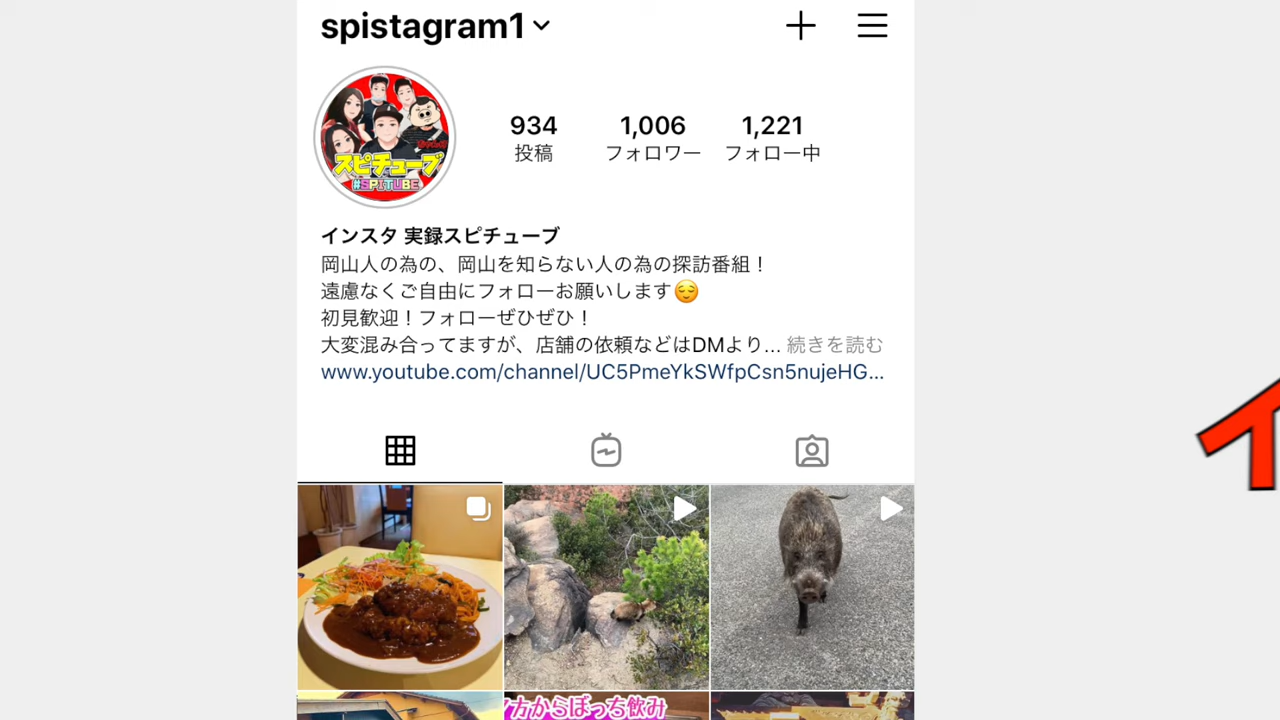 spistagram1
スピチューブ
#SPITUBE
934
投稿
1,006
フォロワー
1,221
フォロー中
インスタ 実録スピチューブ
岡山人の為の、岡山を知らない人の為の探訪番組！
遠慮なくご自由にフォローお願いします😌
初見歓迎！フォローぜひぜひ！
大変混み合ってますが、店舗の依頼などはDMより... 続きを読む
www.youtube.com/channel/UC5PmeYkSWfpCsn5nujeHG...
イ
夕方からぼっち飲み